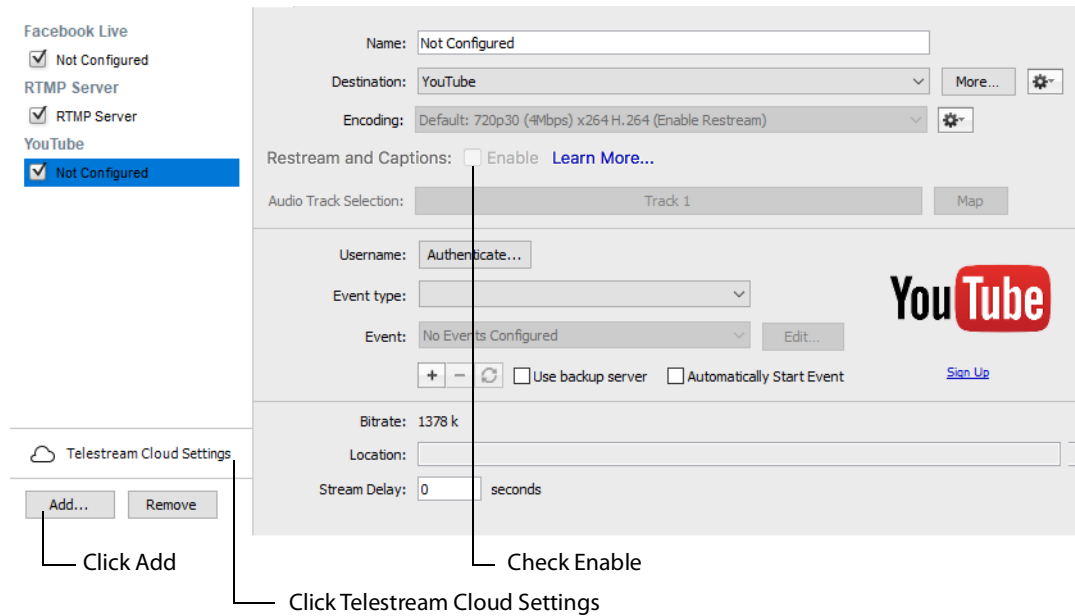 Facebook Live
Not Configured
RTMP Server
RTMP Server
YouTube
Not Configured
Telestream Cloud Settings
Add...
Remove
Name: Not Configured
Destination: YouTube
More...
Encoding: Default: 720p30 (4Mbps) x264 H.264 (Enable Restream)
Restream and Captions: Enable Learn More...
Audio Track Selection: Track 1
Map
Username: Authenticate...
Event type:
Event: No Events Configured
Edit...
+ − Use backup server Automatically Start Event
YouTube
Sign Up
Bitrate: 1378 k
Location:
Stream Delay: 0 seconds
Click Add
Check Enable
Click Telestream Cloud Settings